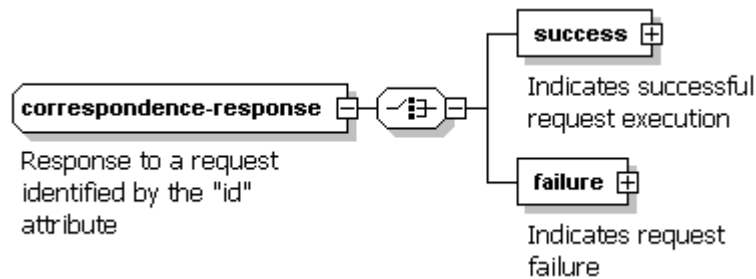 success
Indicates successful
request execution
correspondence-response
Response to a request
identified by the "id"
attribute
failure
Indicates request
failure